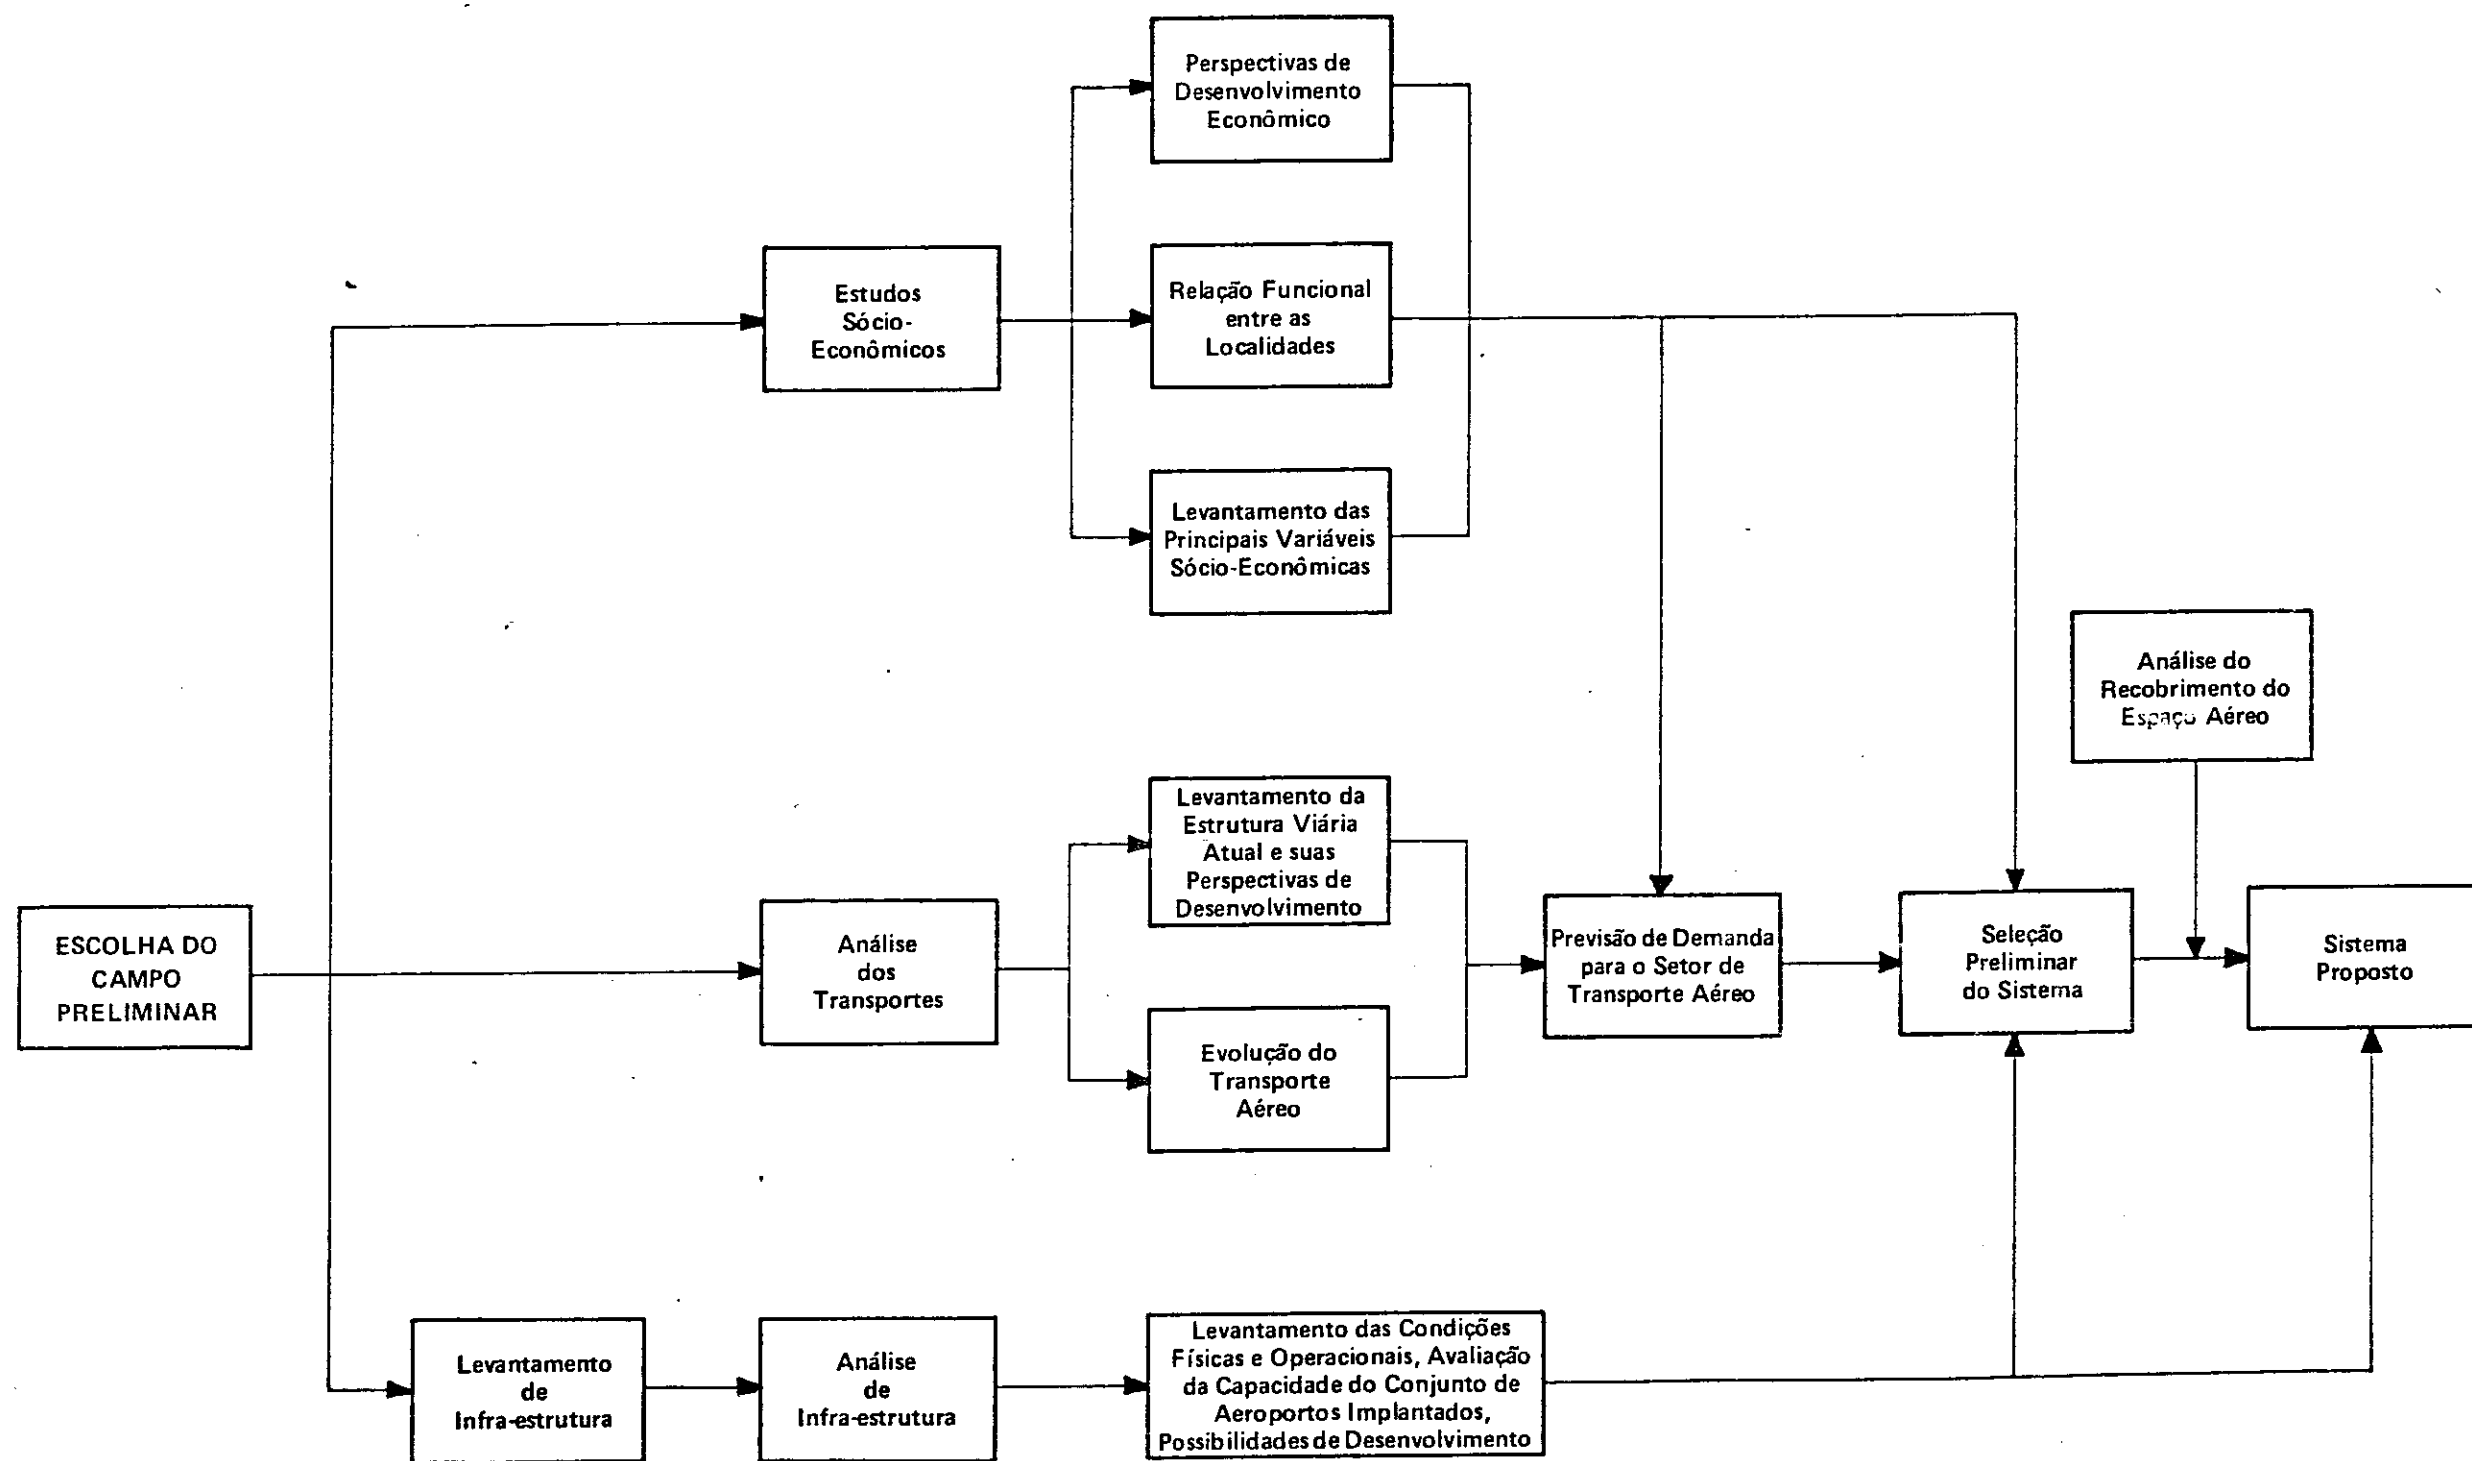 Perspectivas de
Desenvolvimento
Econômico
Estudos
Sócio-
Econômicos
Relação Funcional
entre as
Localidades
Levantamento das
Principais Variáveis
Sócio-Econômicas
Análise do
Recobrimento do
Espaço Aéreo
Levantamento da
Estrutura Viária
Atual e suas
Perspectivas de
Desenvolvimento
ESCOLHA DO
CAMPO
PRELIMINAR
Análise
dos
Transportes
Evolução do
Transporte
Aéreo
Previsão de Demanda
para o Setor de
Transporte Aéreo
Seleção
Preliminar
do Sistema
Sistema
Proposto
Levantamento
de
Infra-estrutura
Análise
de
Infra-estrutura
Levantamento das Condições
Físicas e Operacionais, Avaliação
da Capacidade do Conjunto de
Aeroportos Implantados,
Possibilidades de Desenvolvimento